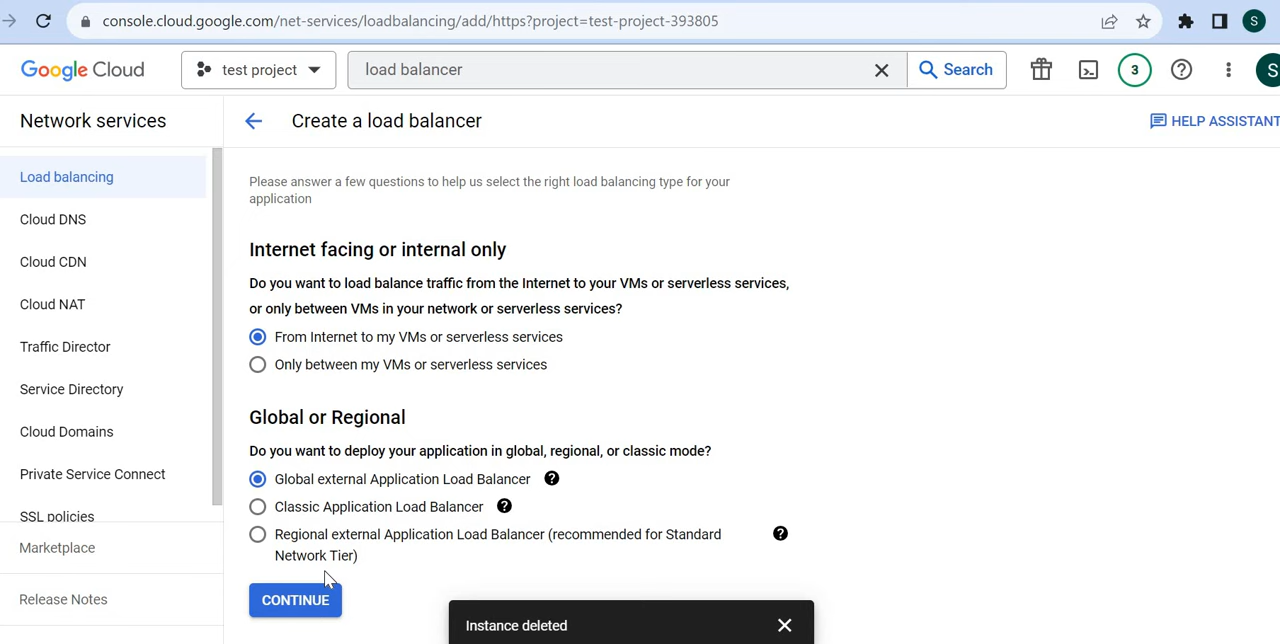 console.cloud.google.com/net-services/loadbalancing/add/https?project=test-project-393805
S
Google Cloud
test project
load balancer
Search
3
S
Network services
Create a load balancer
HELP ASSISTANT
Load balancing
Cloud DNS
Cloud CDN
Cloud NAT
Traffic Director
Service Directory
Cloud Domains
Private Service Connect
SSL policies
Marketplace
Release Notes
Please answer a few questions to help us select the right load balancing type for your
application
Internet facing or internal only
Do you want to load balance traffic from the Internet to your VMs or serverless services,
or only between VMs in your network or serverless services?
From Internet to my VMs or serverless services
Only between my VMs or serverless services
Global or Regional
Do you want to deploy your application in global, regional, or classic mode?
Global external Application Load Balancer
Classic Application Load Balancer
Regional external Application Load Balancer (recommended for Standard
Network Tier)
CONTINUE
Instance deleted